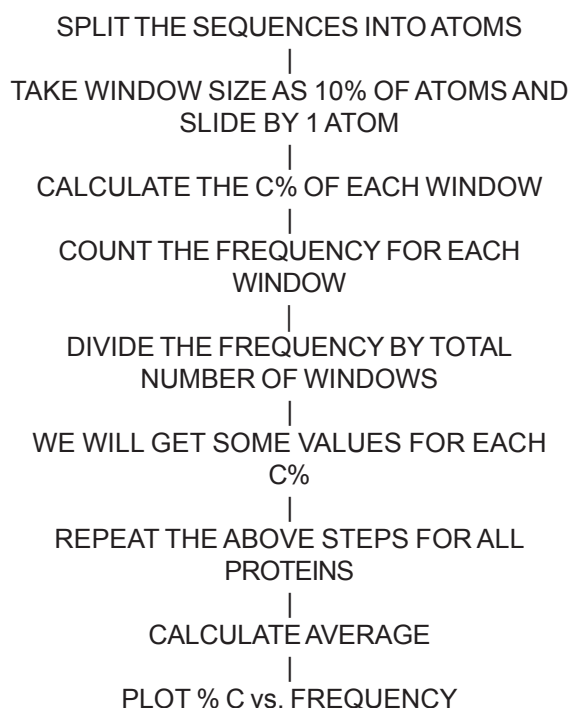 SPLIT THE SEQUENCES INTO ATOMS
|
TAKE WINDOW SIZE AS 10% OF ATOMS AND
SLIDE BY 1 ATOM
|
CALCULATE THE C% OF EACH WINDOW
|
COUNT THE FREQUENCY FOR EACH
WINDOW
|
DIVIDE THE FREQUENCY BY TOTAL
NUMBER OF WINDOWS
|
WE WILL GET SOME VALUES FOR EACH
C%
|
REPEAT THE ABOVE STEPS FOR ALL
PROTEINS
|
CALCULATE AVERAGE
|
PLOT % C vs. FREQUENCY